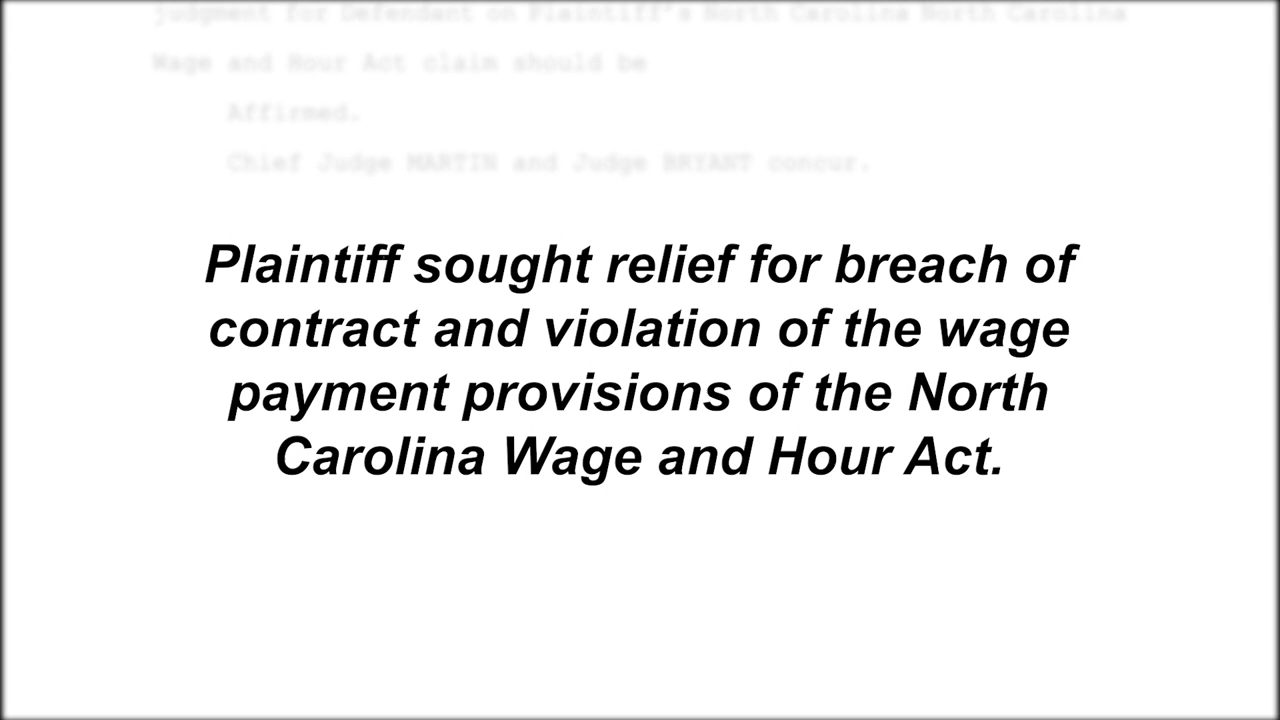 judgment for Defendant on Plaintiff's North Carolina North Carolina
Wage and Hour Act claim should be
Affirmed.
Chief Judge MARTIN and Judge BRYANT concur.
Plaintiff sought relief for breach of
contract and violation of the wage
payment provisions of the North
Carolina Wage and Hour Act.